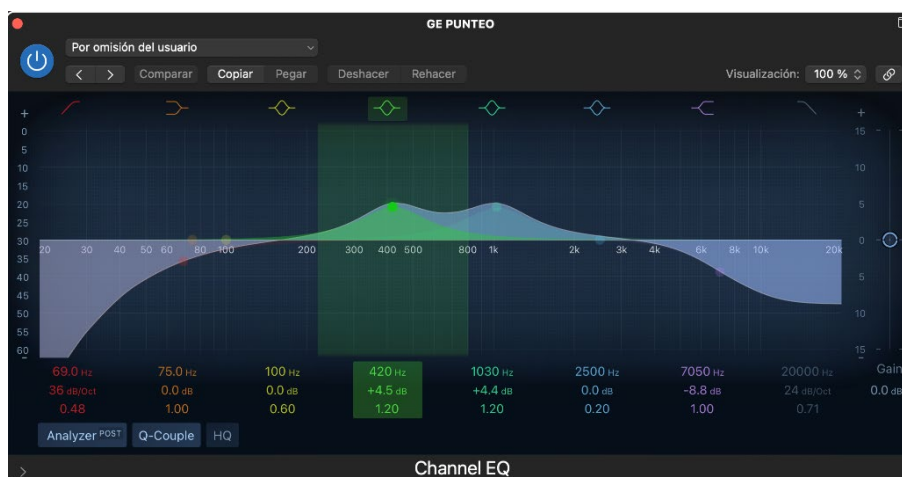 GE PUNTEO
Por omisión del usuario
Comparar Copiar Pegar Deshacer Rehacer Visualización: 100 %
+ +
0 15
5
10
15
20 5
25
30 20 30 40 50 60 80 100 200 300 400 500 800 1k 2k 3k 4k 6k 8k 10k 20k 0
35
40 5
45
50 10
55
60 15
- -
69.0 Hz 75.0 Hz 100 Hz 420 Hz 1030 Hz 2500 Hz 7050 Hz 20000 Hz Gain
36 dB/Oct 0.0 dB 0.0 dB +4.5 dB +4.4 dB 0.0 dB -8.8 dB 24 dB/Oct 0.0 dB
0.48 1.00 0.60 1.20 1.20 0.20 1.00 0.71
Analyzer POST Q-Couple HQ
Channel EQ